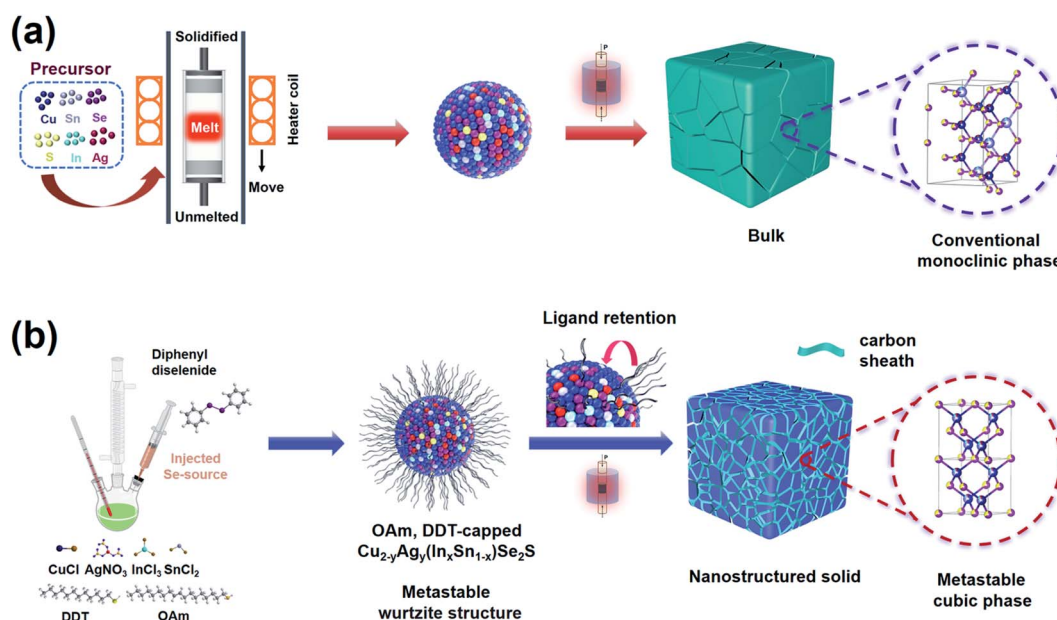 (a)
Precursor
Cu Sn Se
S In Ag
Solidified
Melt
Unmelted
Heater coil
Move
P
Bulk
Conventional
monoclinic phase
(b)
Diphenyl
diselenide
Injected
Se-source
CuCl AgNO₃ InCl₃ SnCl₂
DDT OAm
OAm, DDT-capped
Cu₂₋yAgy(InₓSn₁₋ₓ)Se₂S
Metastable
wurtzite structure
Ligand retention
P
carbon
sheath
Nanostructured solid
Metastable
cubic phase